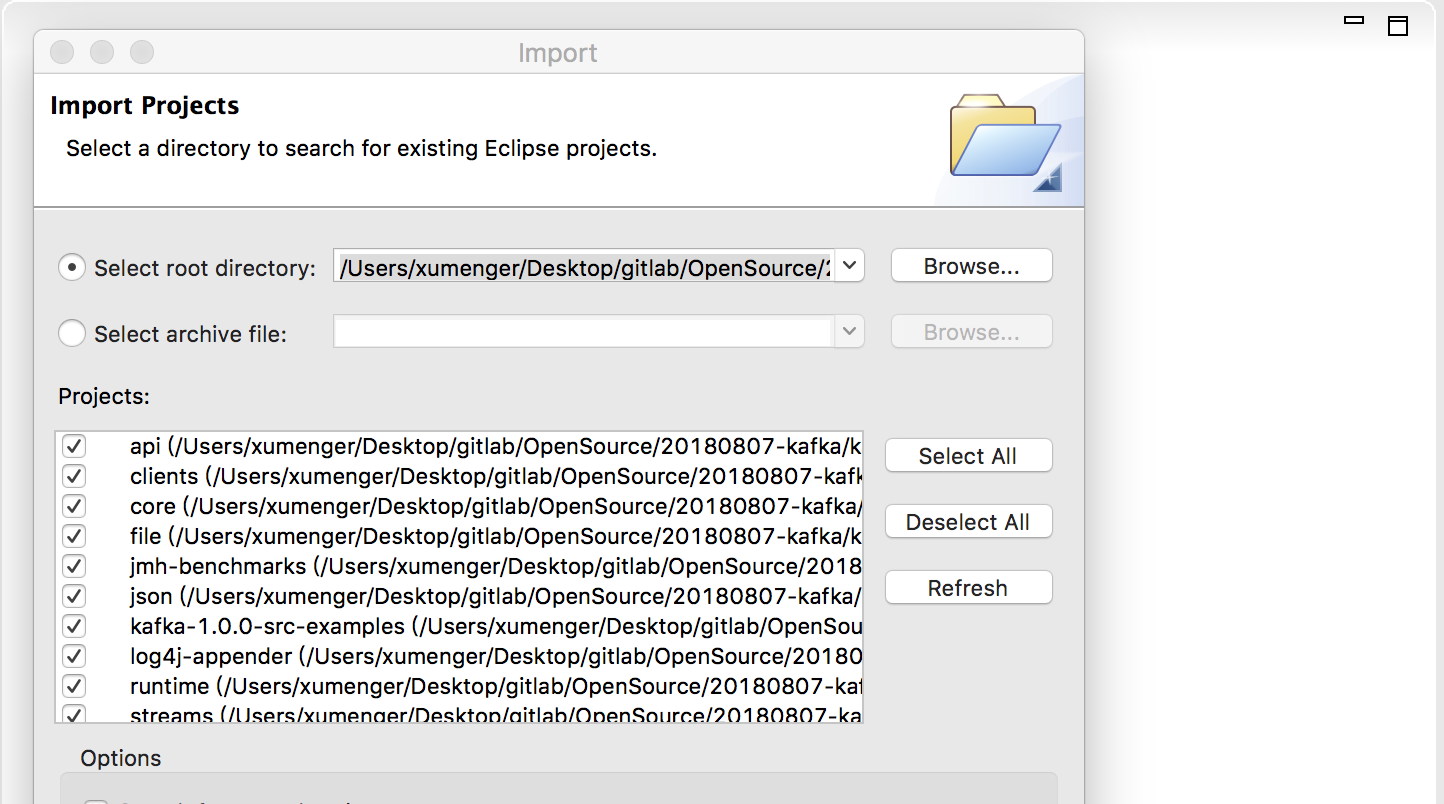 Import
Import Projects
Select a directory to search for existing Eclipse projects.
Select root directory: /Users/xumenger/Desktop/gitlab/OpenSource/2 Browse...
Select archive file: Browse...
Projects:
api (/Users/xumenger/Desktop/gitlab/OpenSource/20180807-kafka/k
clients (/Users/xumenger/Desktop/gitlab/OpenSource/20180807-kafk
core (/Users/xumenger/Desktop/gitlab/OpenSource/20180807-kafka/
file (/Users/xumenger/Desktop/gitlab/OpenSource/20180807-kafka/k
jmh-benchmarks (/Users/xumenger/Desktop/gitlab/OpenSource/2018
json (/Users/xumenger/Desktop/gitlab/OpenSource/20180807-kafka/
kafka-1.0.0-src-examples (/Users/xumenger/Desktop/gitlab/OpenSou
log4j-appender (/Users/xumenger/Desktop/gitlab/OpenSource/20180
runtime (/Users/xumenger/Desktop/gitlab/OpenSource/20180807-kaf
streams (/Users/xumenger/Desktop/gitlab/OpenSource/20180807-ka
Select All
Deselect All
Refresh
Options